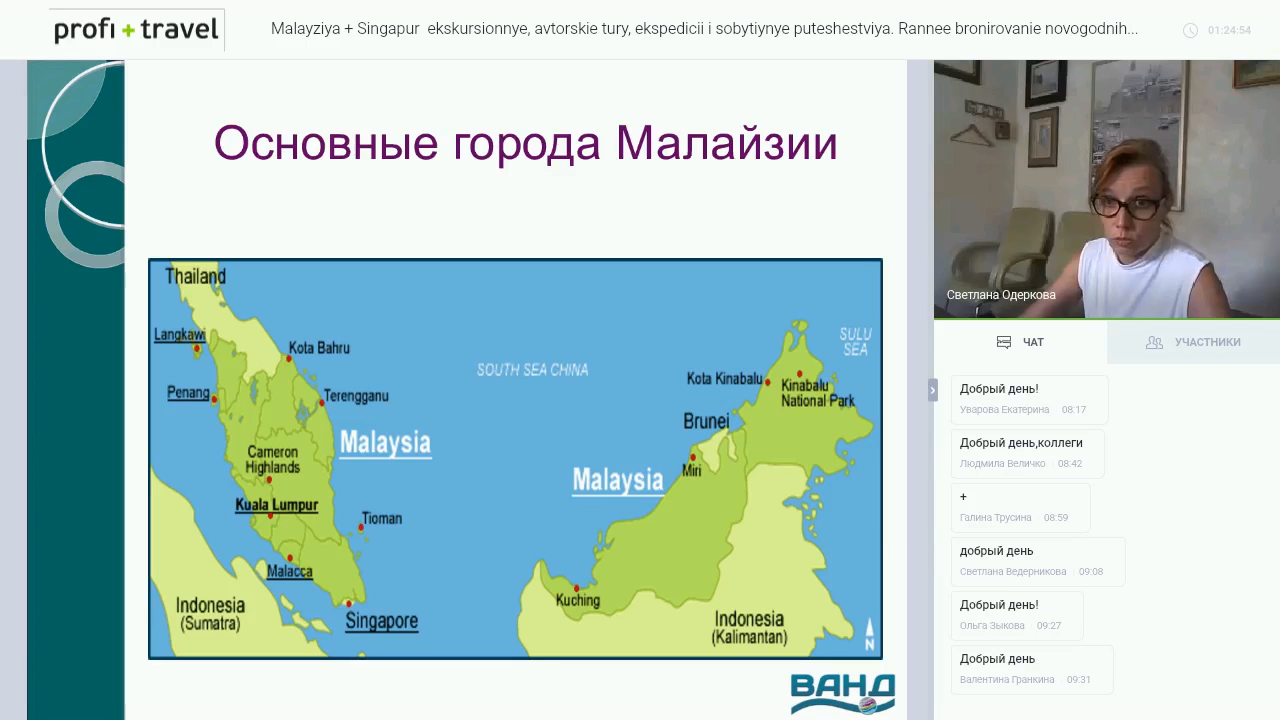 profi + travel
Malayziya + Singapur ekskursionnye, avtorskie tury, ekspedicii i sobytiynye puteshestviya. Rannee bronirovanie novogodnih...
01:24:54
Основные города Малайзии
Thailand
Langkawi
Kota Bahru
Penang
Terengganu
Malaysia
Cameron
Highlands
Kuala Lumpur
Tioman
Malacca
Singapore
Indonesia
(Sumatra)
SOUTH SEA CHINA
SULU
SEA
Kota Kinabalu
Kinabalu
National Park
Brunei
Miri
Malaysia
Kuching
Indonesia
(Kalimantan)
N
ВАНД
Светлана Одеркова
ЧАТ
УЧАСТНИКИ
Добрый день!
Уварова Екатерина 08:17
Добрый день,коллеги
Людмила Величко 08:42
+
Галина Трусина 08:59
добрый день
Светлана Ведерникова 09:08
Добрый день!
Ольга Зыкова 09:27
Добрый день
Валентина Гранкина 09:31